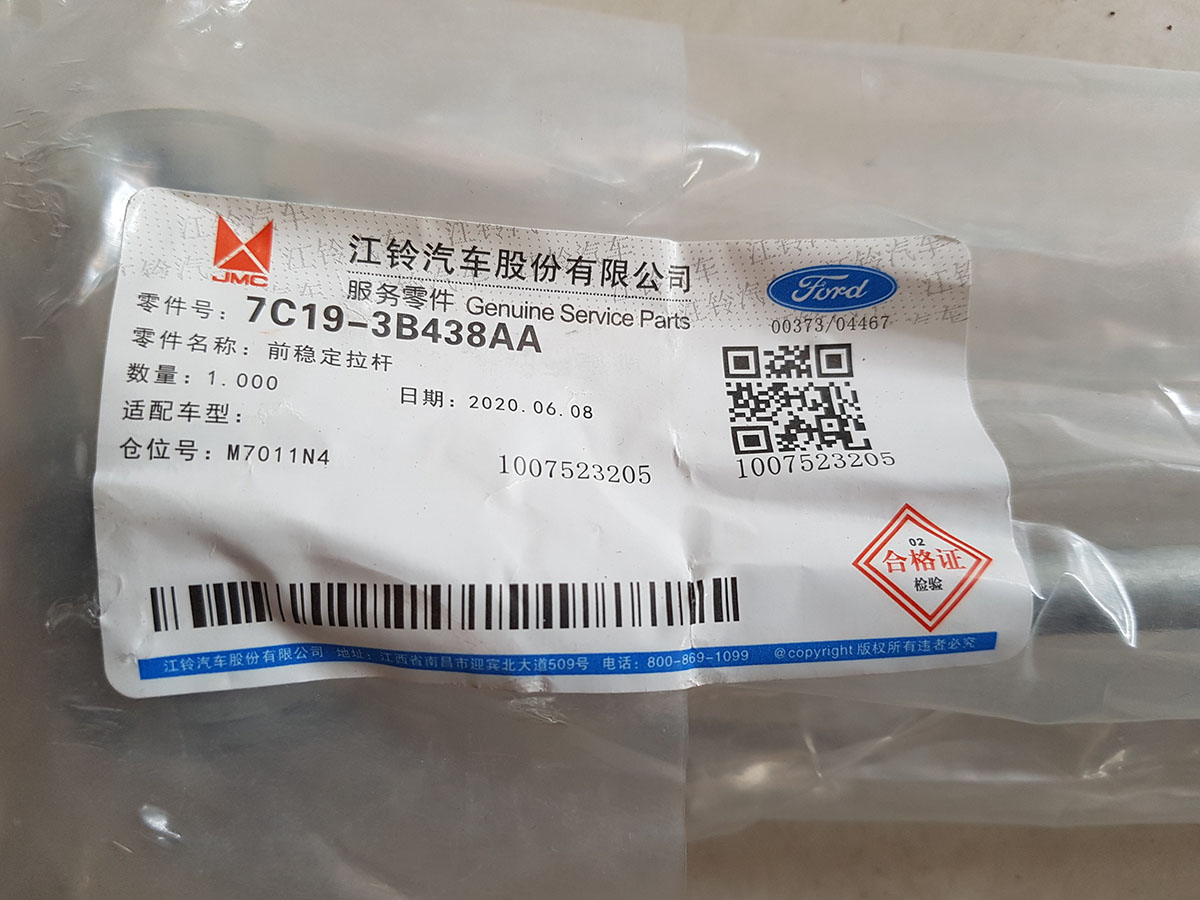 JMC
江铃汽车股份有限公司
服务零件 Genuine Service Parts
Ford
00373/04467
零件号: 7C19-3B438AA
零件名称: 前稳定拉杆
数量: 1.000
日期: 2020.06.08
适配车型:
仓位号: M7011N4
1007523205
1007523205
02
合格证
检验
江铃汽车股份有限公司 地址: 江西省南昌市迎宾北大道509号 电话: 800-869-1099 @copyright 版权所有违者必究
江铃汽车